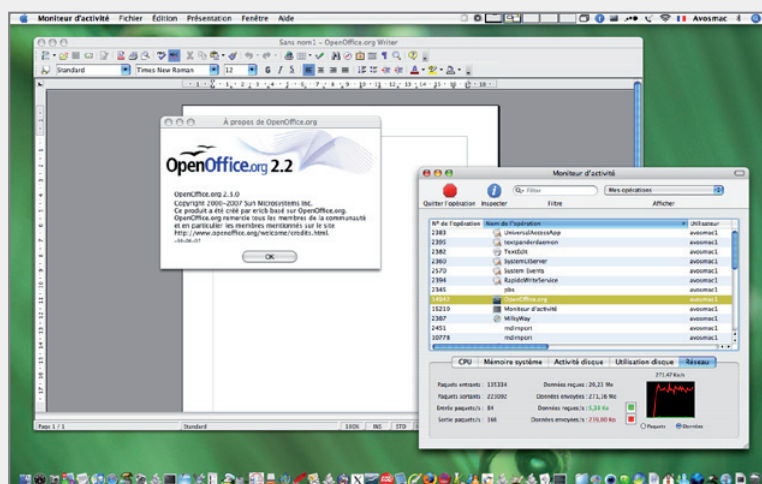 Moniteur d'activité Fichier Édition Présentation Fenêtre Aide Avosmac
Sans nom1 - OpenOffice.org Writer
Standard Times New Roman 12 G I S
À propos de OpenOffice.org
OpenOffice.org 2.2
OpenOffice.org 2.3.0
Copyright 2000-2007 Sun Microsystems Inc.
Ce produit a été créé par ericb basé sur OpenOffice.org.
OpenOffice.org remercie tous les membres de la communauté
et en particulier les membres mentionnés sur le site
http://www.openoffice.org/welcome/credits.html.
OK
Page 1 / 1 Standard 100% INS STD
Moniteur d'activité
Filtre Mes opérations
Quitter l'opération Inspecter Filtre Afficher
N° de l'opération Nom de l'opération Utilisateur
2383 UniversalAccessApp avosmac1
2395 textpanderdaemon avosmac1
2382 TextEdit avosmac1
2360 SystemUIServer avosmac1
2570 System Events avosmac1
2394 RapidoWriteService avosmac1
2345 pbs avosmac1
OpenOffice.org avosmac1
15210 Moniteur d'activité avosmac1
2387 MilkyWay avosmac1
2451 mdimport avosmac1
10778 mdimport avosmac1
CPU Mémoire système Activité disque Utilisation disque Réseau
271,47 Ko/s
Paquets entrants : 135334 Données reçues : 20,23 Mo
Paquets sortants : 223092 Données envoyées : 271,36 Mo
Entrée paquets/s : 84 Données reçues/s : 5,88 Ko
Sortie paquets/s : 166 Données envoyées/s : 270,00 Ko
Paquets Données